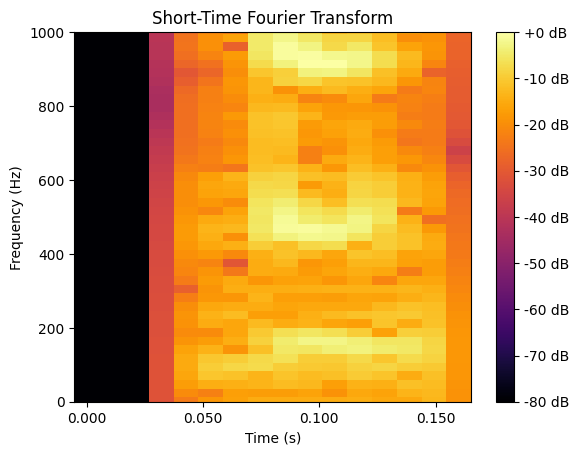 Short-Time Fourier Transform
1000
800
600
400
200
0
Frequency (Hz)
0.000
0.050
0.100
0.150
Time (s)
+0 dB
-10 dB
-20 dB
-30 dB
-40 dB
-50 dB
-60 dB
-70 dB
-80 dB